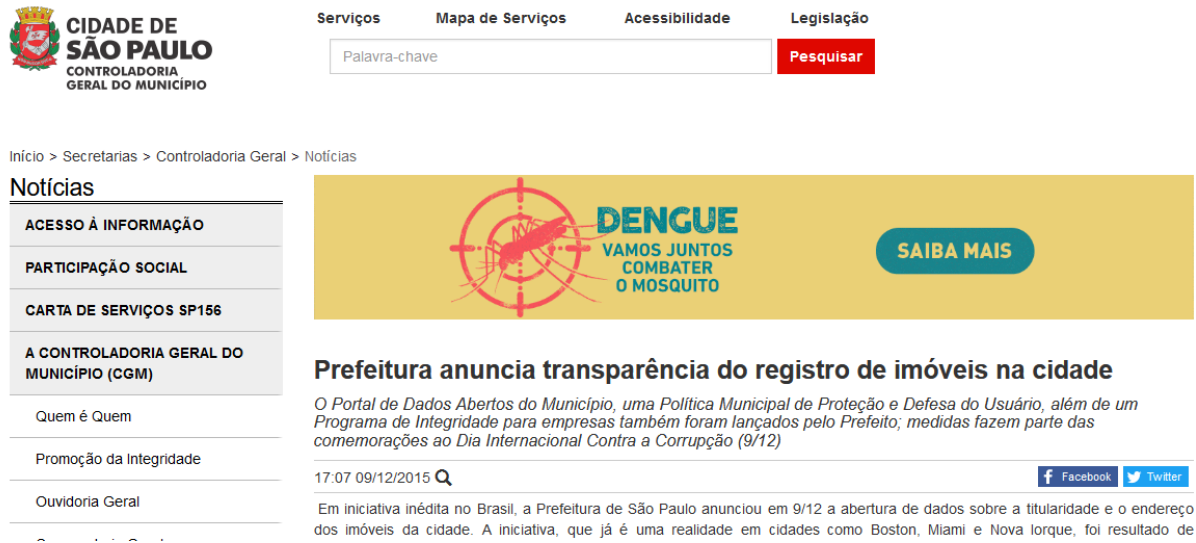 CIDADE DE
SÃO PAULO
CONTROLADORIA
GERAL DO MUNICÍPIO
Serviços Mapa de Serviços Acessibilidade Legislação
Palavra-chave Pesquisar
Início > Secretarias > Controladoria Geral > Notícias
Notícias
ACESSO À INFORMAÇÃO
PARTICIPAÇÃO SOCIAL
CARTA DE SERVIÇOS SP156
A CONTROLADORIA GERAL DO
MUNICÍPIO (CGM)
Quem é Quem
Promoção da Integridade
Ouvidoria Geral
DENGUE
VAMOS JUNTOS
COMBATER
O MOSQUITO
SAIBA MAIS
Prefeitura anuncia transparência do registro de imóveis na cidade
O Portal de Dados Abertos do Município, uma Política Municipal de Proteção e Defesa do Usuário, além de um
Programa de Integridade para empresas também foram lançados pelo Prefeito; medidas fazem parte das
comemorações ao Dia Internacional Contra a Corrupção (9/12)
17:07 09/12/2015 Facebook Twitter
Em iniciativa inédita no Brasil, a Prefeitura de São Paulo anunciou em 9/12 a abertura de dados sobre a titularidade e o endereço
dos imóveis da cidade. A iniciativa, que já é uma realidade em cidades como Boston, Miami e Nova Iorque, foi resultado de